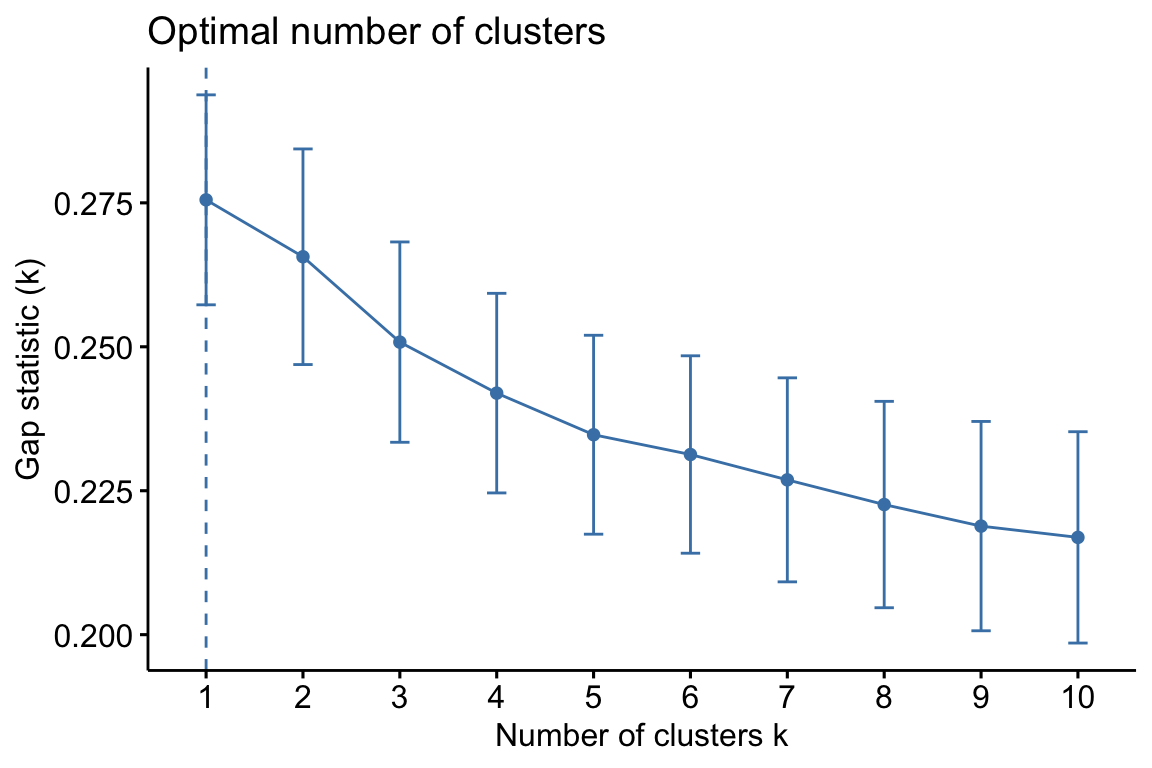 Optimal number of clusters
Gap statistic (k)
0.275
0.250
0.225
0.200
1 2 3 4 5 6 7 8 9 10
Number of clusters k